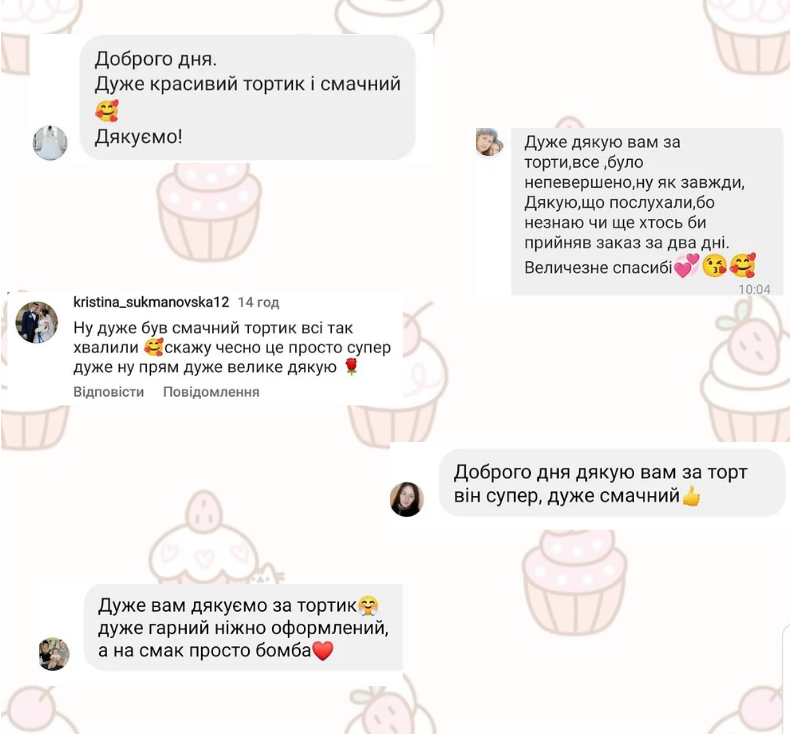 Доброго дня.
Дуже красивий тортик і смачний
🥰
Дякуємо!
Дуже дякую вам за
торти,все ,було
непевершено,ну як завжди,
Дякую,що послухали,бо
незнаю чи ще хтось би
прийняв заказ за два дні.
Величезне спасибі💞😘🥰
10:04
kristina_sukmanovska12 14 год
Ну дуже був смачний тортик всі так
хвалили 🥰скажу чесно це просто супер
дуже ну прям дуже велике дякую 🌹
Відповісти Повідомлення
Доброго дня дякую вам за торт
він супер, дуже смачний👍
Дуже вам дякуємо за тортик🤗
дуже гарний ніжно оформлений,
а на смак просто бомба❤️